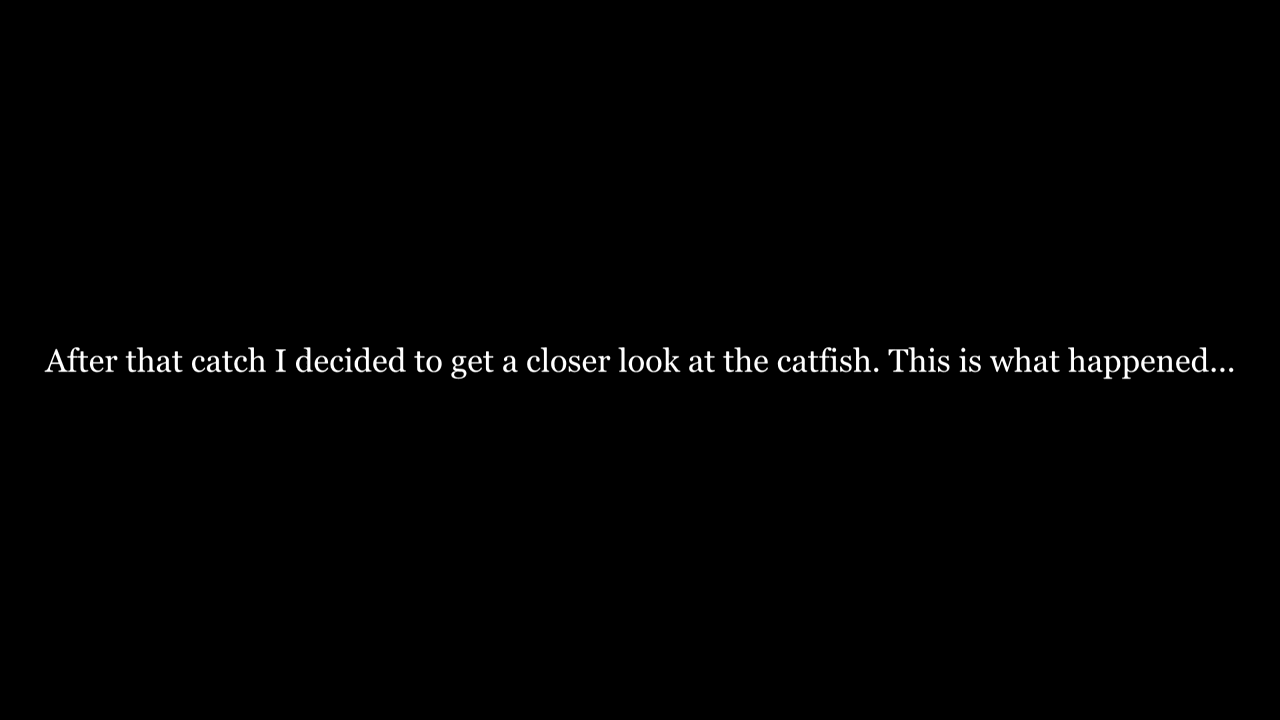 After that catch I decided to get a closer look at the catfish. This is what happened...